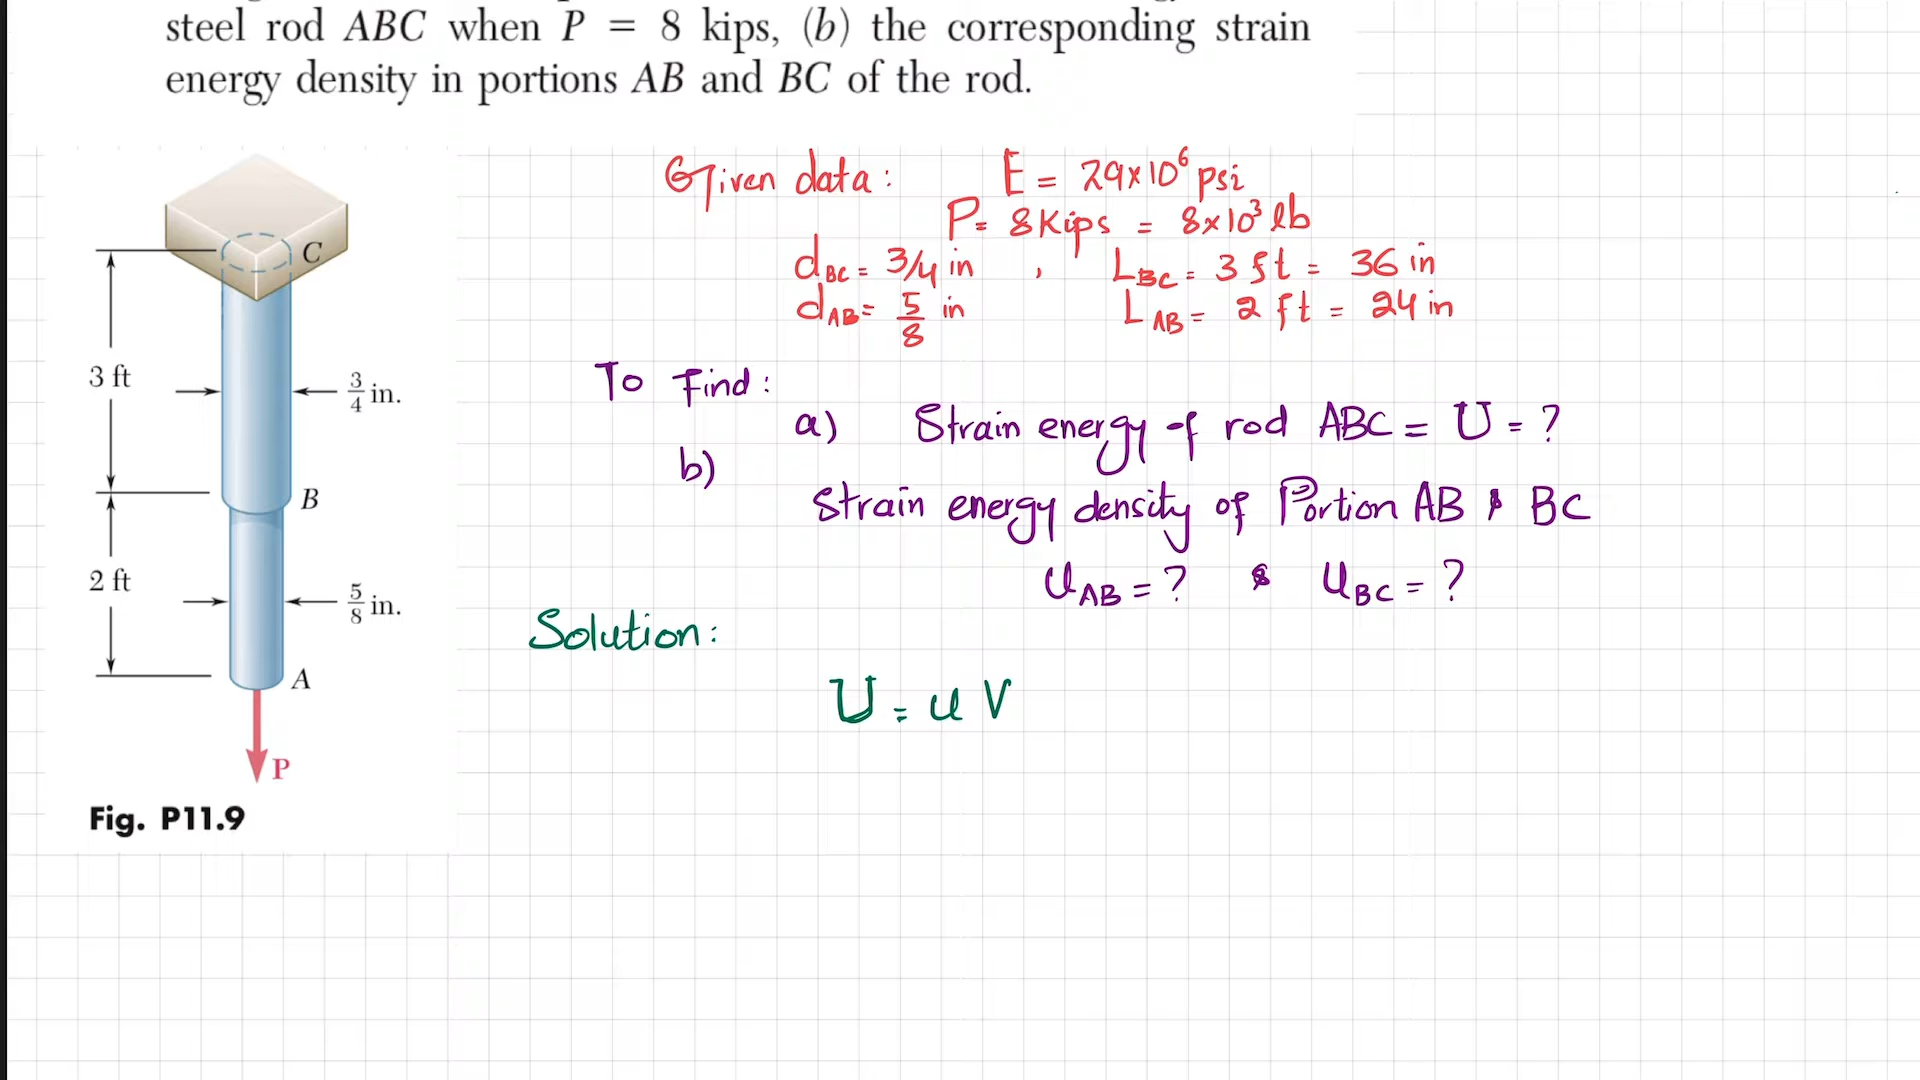 steel rod ABC when P = 8 kips, (b) the corresponding strain
energy density in portions AB and BC of the rod.
Given data: E = 29×10⁶ psi
P = 8 Kips = 8×10³ lb
d_BC = 3/4 in , L_BC = 3 ft = 36 in
d_AB = 5/8 in L_AB = 2 ft = 24 in
To Find:
a) Strain energy of rod ABC = U = ?
b)
Strain energy density of Portion AB & BC
u_AB = ? & u_BC = ?
Solution:
U = u V
C
3 ft
3/4 in.
B
2 ft
5/8 in.
A
P
Fig. P11.9